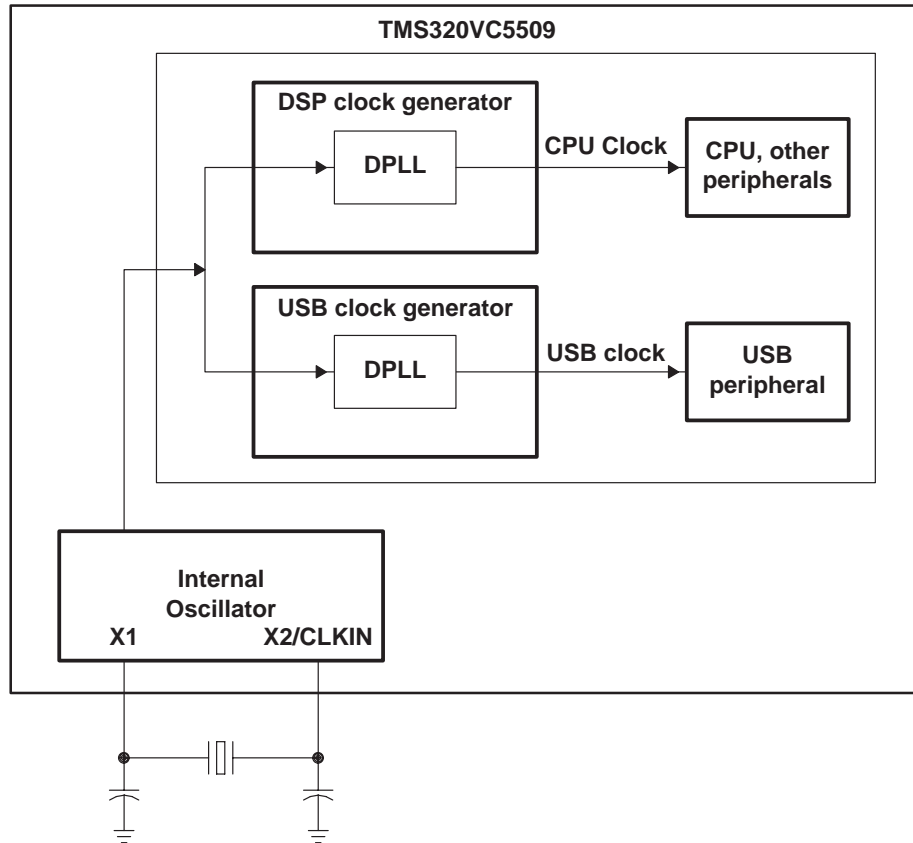 TMS320VC5509
DSP clock generator
DPLL
CPU Clock
CPU, other
peripherals
USB clock generator
DPLL
USB clock
USB
peripheral
Internal
Oscillator
X1
X2/CLKIN